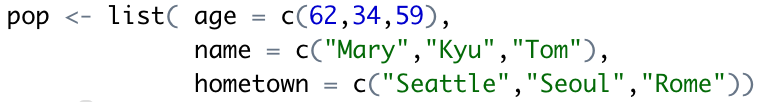 pop <- list( age = c(62,34,59),
name = c("Mary","Kyu","Tom"),
hometown = c("Seattle","Seoul","Rome"))